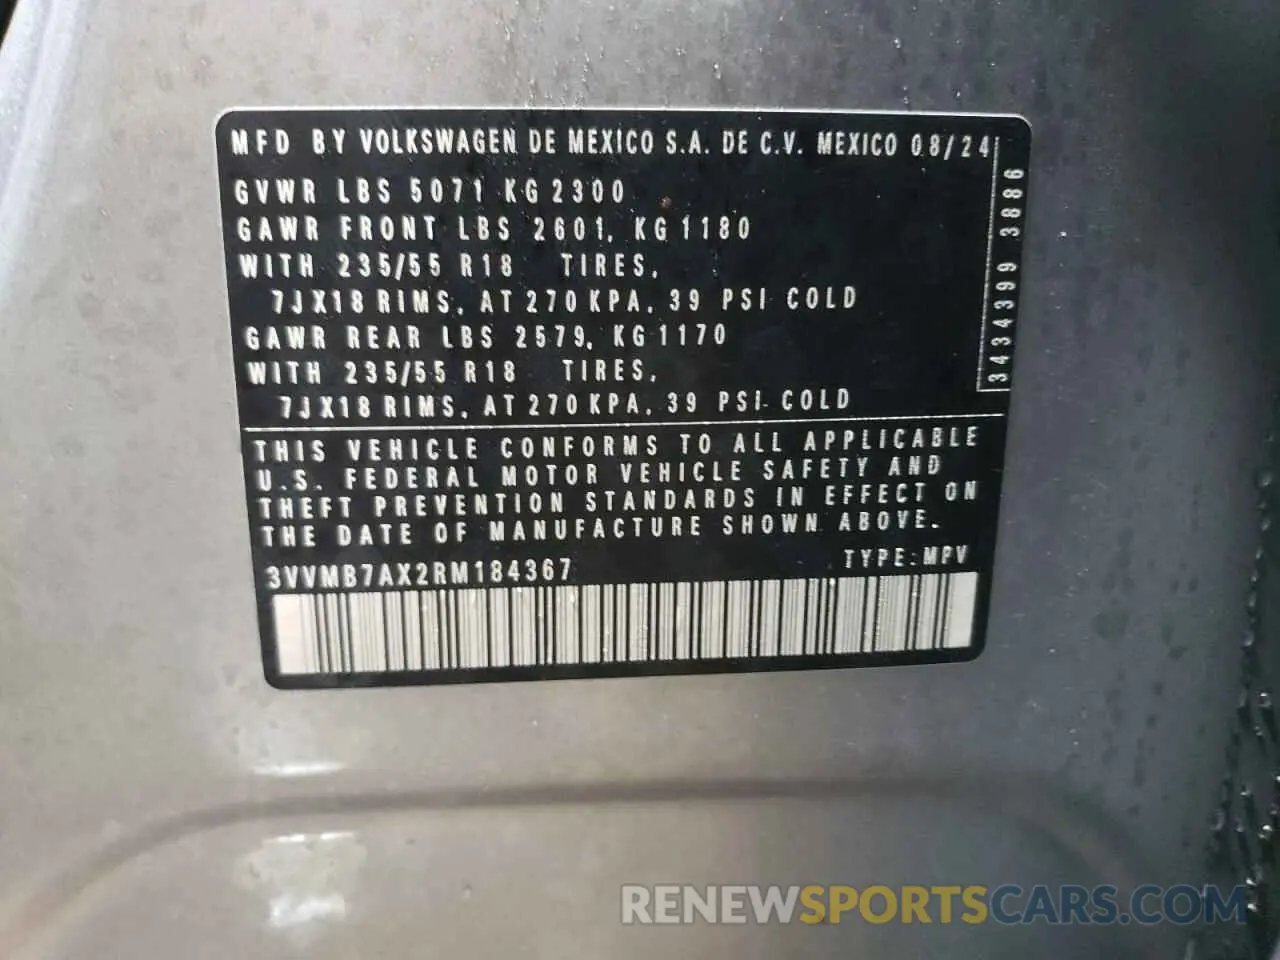 MFD BY VOLKSWAGEN DE MEXICO S.A. DE C.V. MEXICO 08/24
GVWR LBS 5071 KG 2300
GAWR FRONT LBS 2601, KG 1180
WITH 235/55 R18 TIRES,
7JX18 RIMS, AT 270 KPA, 39 PSI COLD
GAWR REAR LBS 2579, KG 1170
WITH 235/55 R18 TIRES,
7JX18 RIMS, AT 270 KPA, 39 PSI COLD
3434399 3886
THIS VEHICLE CONFORMS TO ALL APPLICABLE
U.S. FEDERAL MOTOR VEHICLE SAFETY AND
THEFT PREVENTION STANDARDS IN EFFECT ON
THE DATE OF MANUFACTURE SHOWN ABOVE.
3VVMB7AX2RM184367 TYPE: MPV
RENEWSPORTSCARS.COM